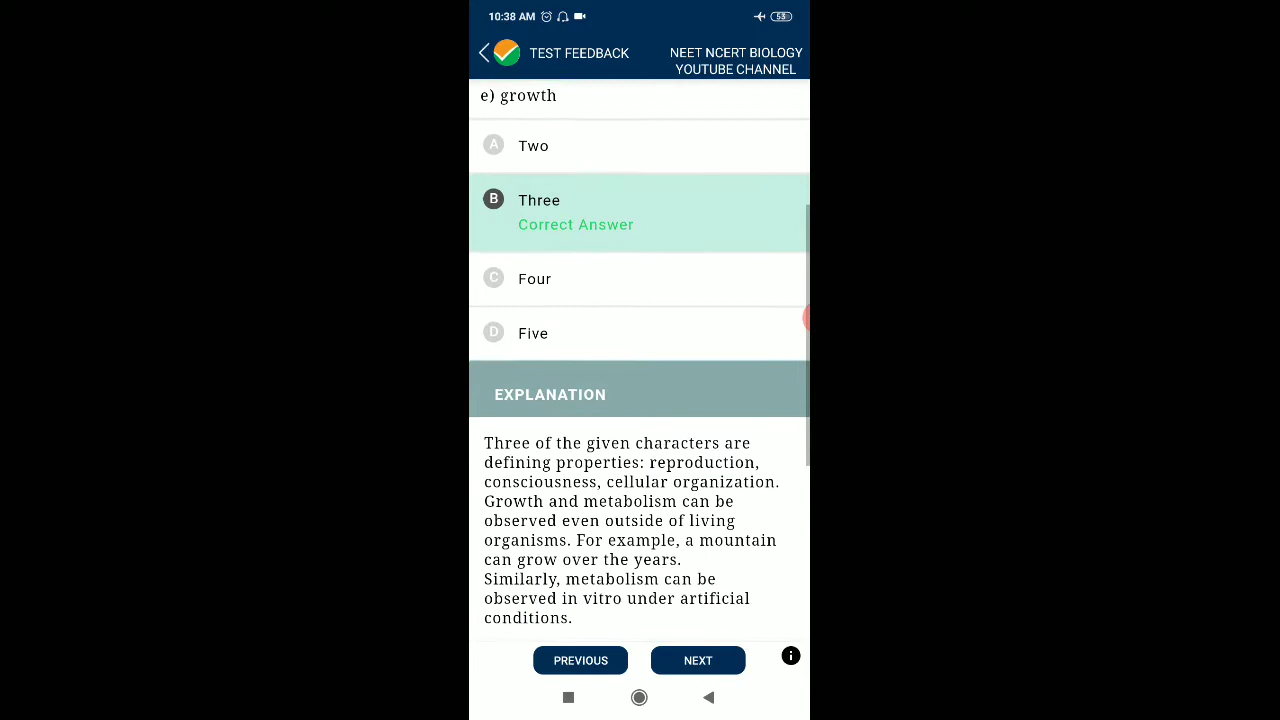 10:38 AM 53
TEST FEEDBACK NEET NCERT BIOLOGY
YOUTUBE CHANNEL
e) growth
A Two
B Three
Correct Answer
C Four
D Five
EXPLANATION
Three of the given characters are
defining properties: reproduction,
consciousness, cellular organization.
Growth and metabolism can be
observed even outside of living
organisms. For example, a mountain
can grow over the years.
Similarly, metabolism can be
observed in vitro under artificial
conditions.
PREVIOUS NEXT i